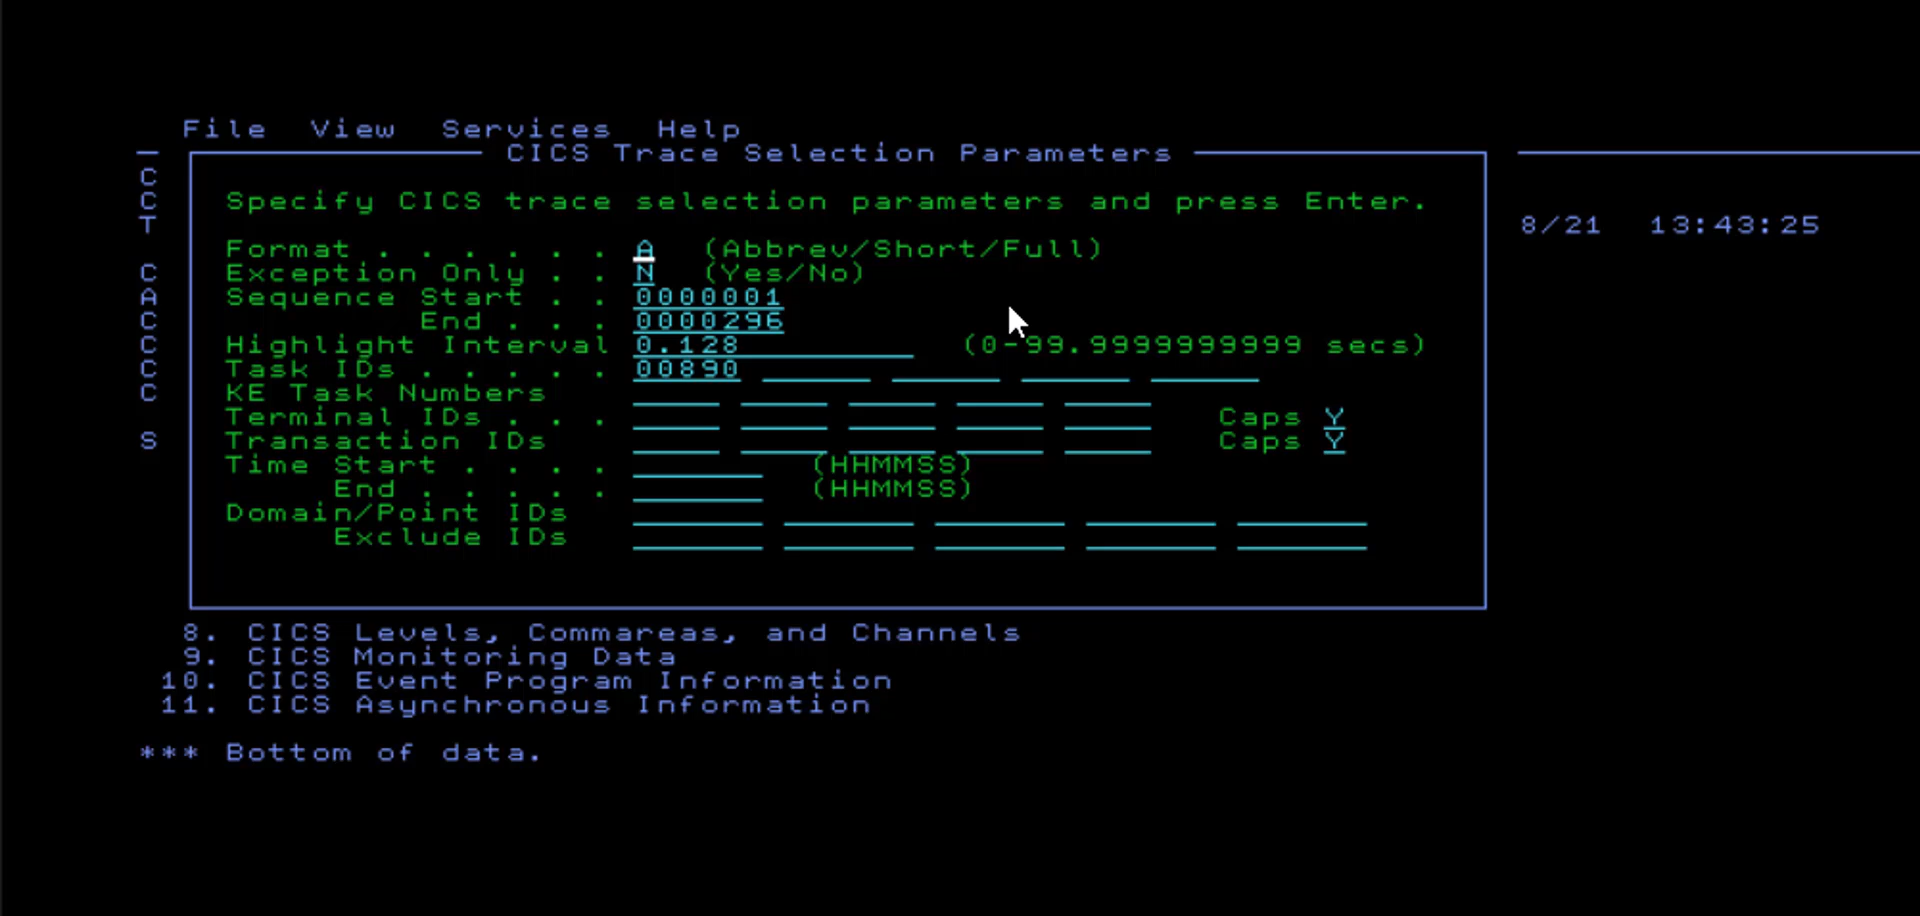 File  View  Services  Help
CICS Trace Selection Parameters
C
C Specify CICS trace selection parameters and press Enter.
T 8/21  13:43:25
Format . . . . . . A  (Abbrev/Short/Full)
C Exception Only . . N  (Yes/No)
A Sequence Start . . 0000001
C End . . . 0000296
C Highlight Interval 0.128 (0-99.9999999999 secs)
C Task IDs . . . . . 00890
C KE Task Numbers
Terminal IDs . . . Caps Y
S Transaction IDs Caps Y
Time Start . . . . (HHMMSS)
End . . . . . (HHMMSS)
Domain/Point IDs
Exclude IDs
8. CICS Levels, Commareas, and Channels
9. CICS Monitoring Data
10. CICS Event Program Information
11. CICS Asynchronous Information
*** Bottom of data.